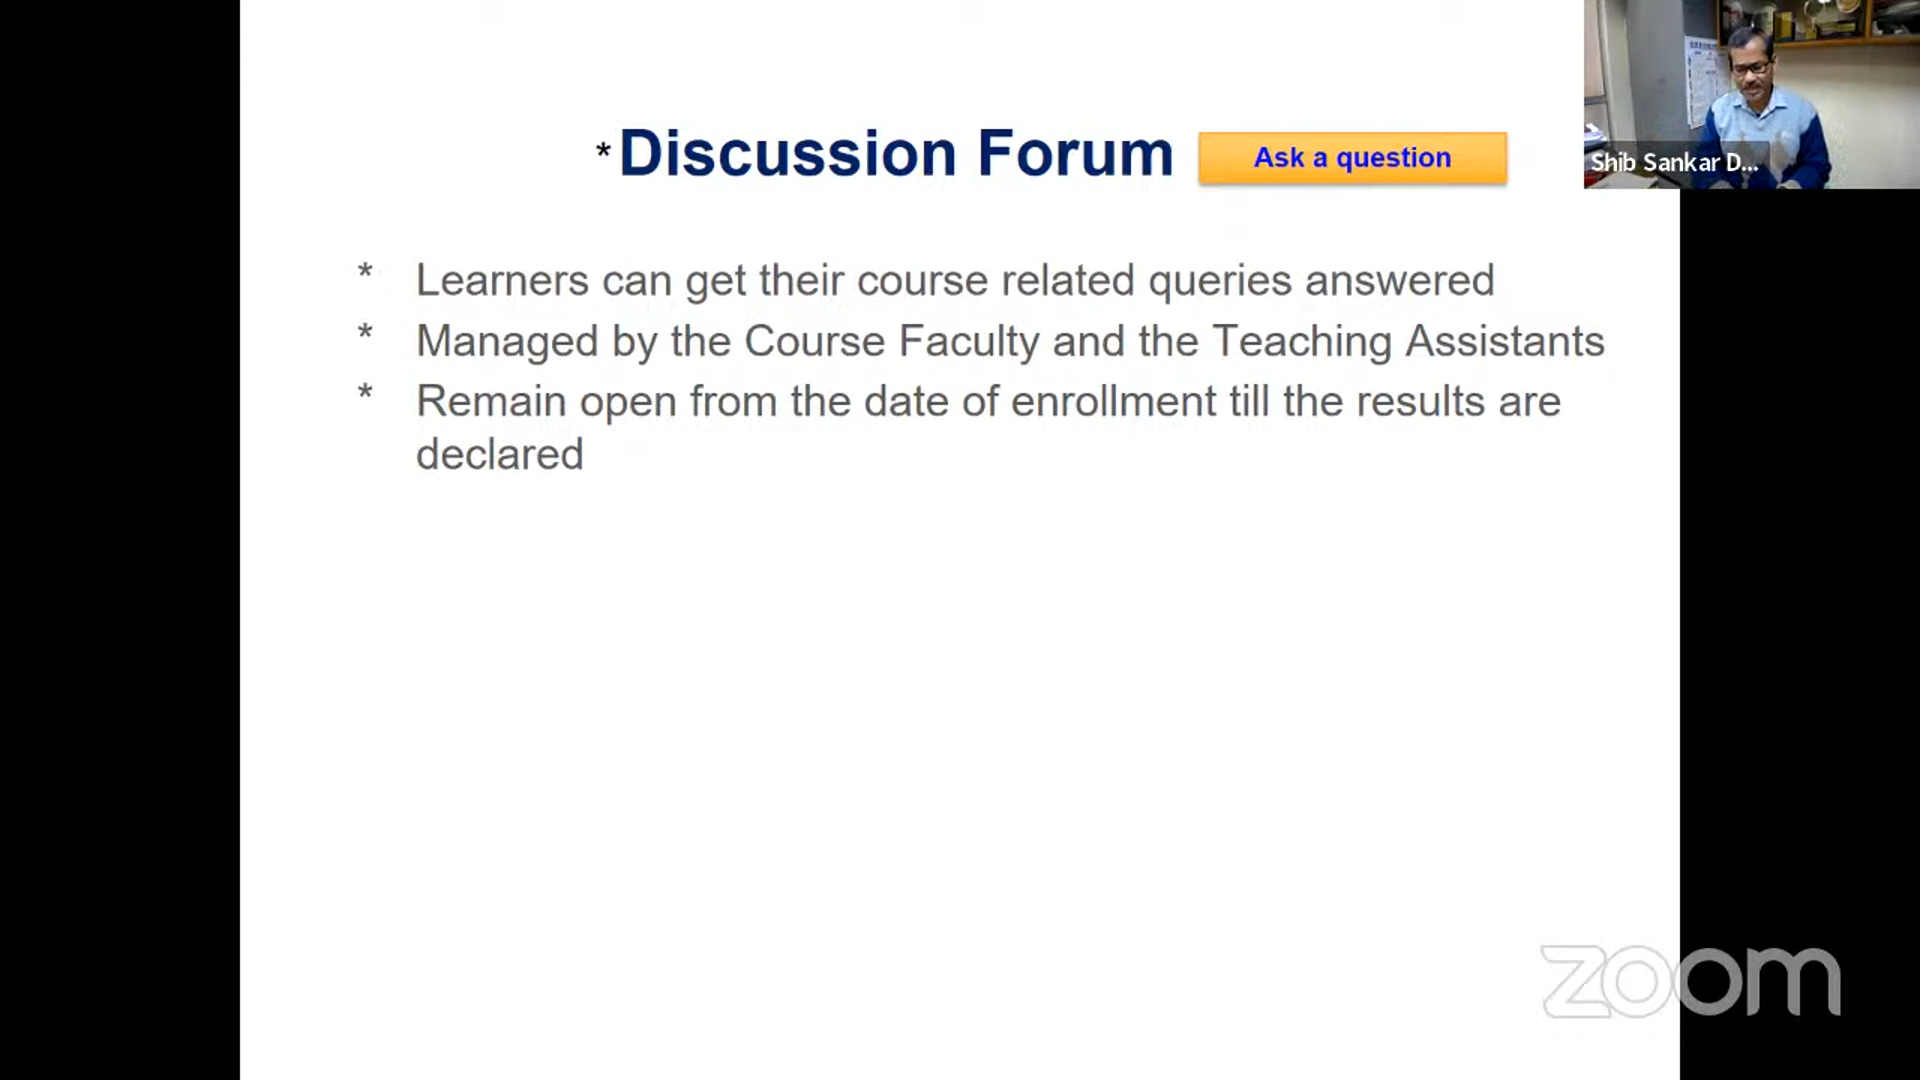 *Discussion Forum
Ask a question
Shib Sankar D...
* Learners can get their course related queries answered
* Managed by the Course Faculty and the Teaching Assistants
* Remain open from the date of enrollment till the results are
declared
zoom